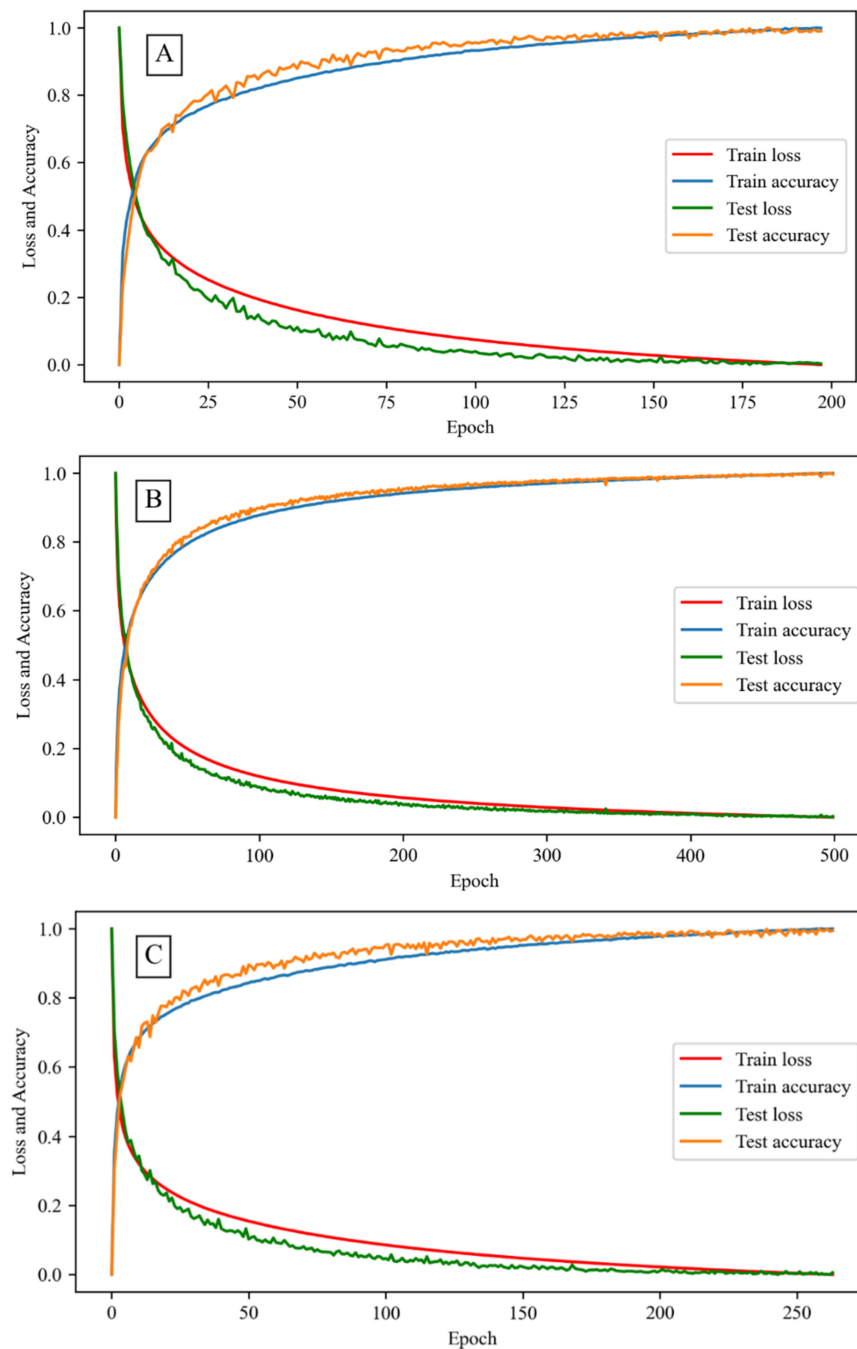 A
1.0
0.8
0.6
0.4
0.2
0.0
Loss and Accuracy
Train loss
Train accuracy
Test loss
Test accuracy
0 25 50 75 100 125 150 175 200
Epoch
B
1.0
0.8
0.6
0.4
0.2
0.0
Loss and Accuracy
Train loss
Train accuracy
Test loss
Test accuracy
0 100 200 300 400 500
Epoch
C
1.0
0.8
0.6
0.4
0.2
0.0
Loss and Accuracy
Train loss
Train accuracy
Test loss
Test accuracy
0 50 100 150 200 250
Epoch